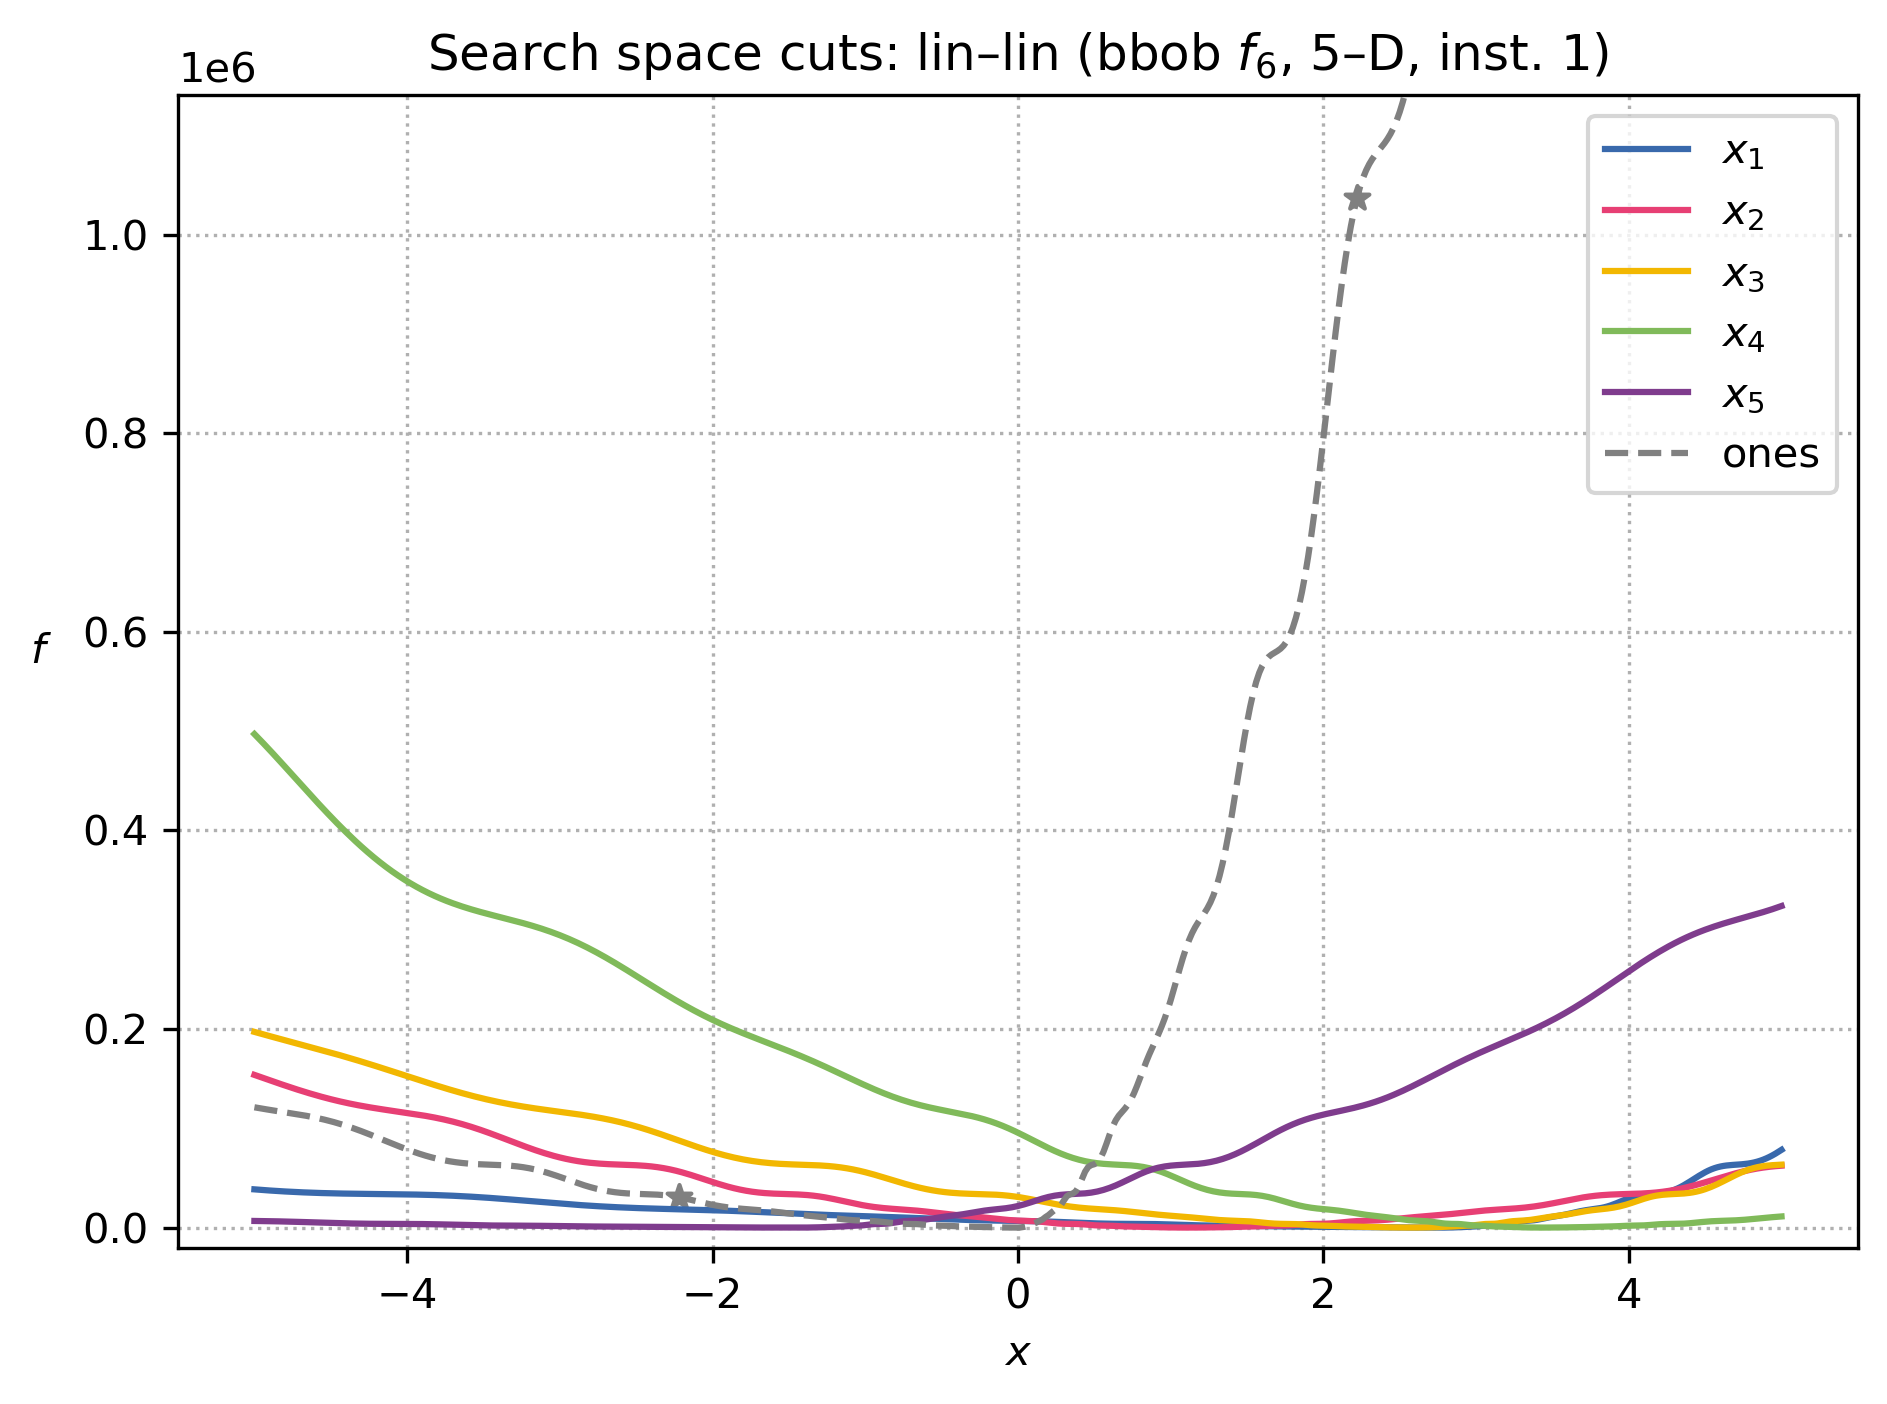 Search space cuts: lin–lin (bbob f₆, 5–D, inst. 1)
1e6
1.0
0.8
0.6
0.4
0.2
0.0
f
−4
−2
0
2
4
x
x₁
x₂
x₃
x₄
x₅
ones